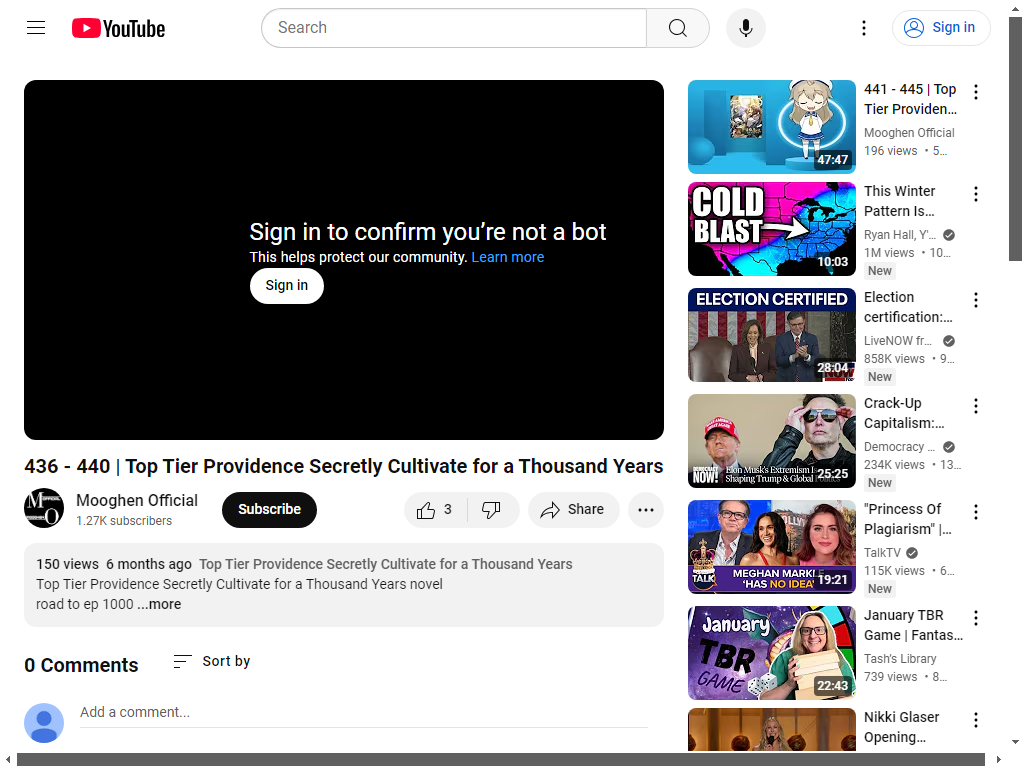 YouTube
Search
Sign in
Sign in to confirm you're not a bot
This helps protect our community. Learn more
Sign in
436 - 440 | Top Tier Providence Secretly Cultivate for a Thousand Years
Mooghen Official
1.27K subscribers
Subscribe
3
Share
150 views 6 months ago Top Tier Providence Secretly Cultivate for a Thousand Years
Top Tier Providence Secretly Cultivate for a Thousand Years novel
road to ep 1000 ...more
0 Comments
Sort by
Add a comment...
47:47
441 - 445 | Top
Tier Providen...
Mooghen Official
196 views • 5...
COLD
BLAST
10:03
This Winter
Pattern Is...
Ryan Hall, Y'...
1M views • 10...
New
ELECTION CERTIFIED
28:04
Election
certification:...
LiveNOW fr...
858K views • 9...
New
DEMOCRACY
NOW!
Elon Musk's Extremism Is
Shaping Trump & Global
25:25
Crack-Up
Capitalism:...
Democracy ...
234K views • 13...
New
TALK
MEGHAN MARKLE
'HAS NO IDEA'
19:21
"Princess Of
Plagiarism" |...
TalkTV
115K views • 6...
New
January
TBR
GAME
22:43
January TBR
Game | Fantas...
Tash's Library
739 views • 8...
Nikki Glaser
Opening...